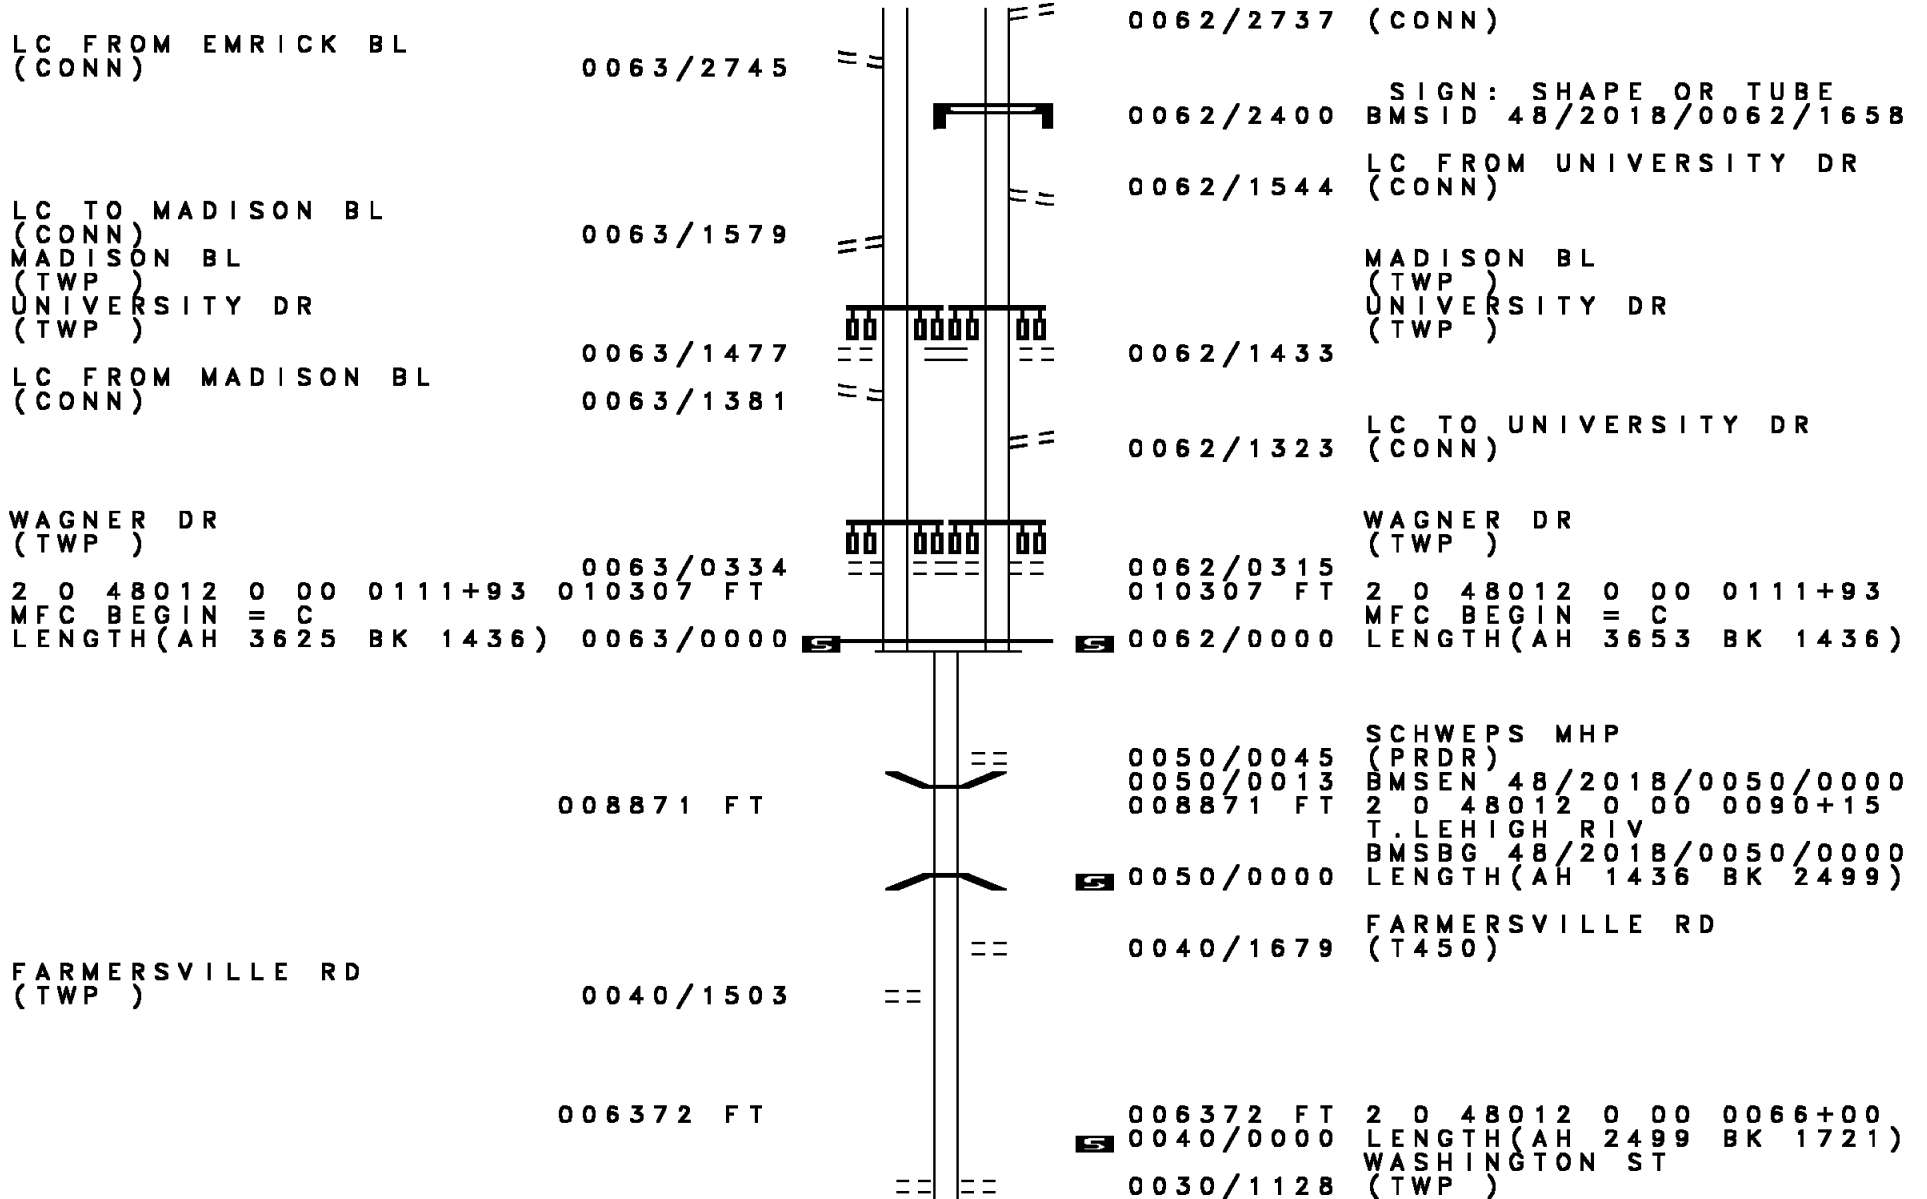 0062/2737 (CONN)
LC FROM EMRICK BL
(CONN) 0063/2745
SIGN: SHAPE OR TUBE
0062/2400 BMSID 48/2018/0062/1658
LC FROM UNIVERSITY DR
0062/1544 (CONN)
LC TO MADISON BL
(CONN) 0063/1579
MADISON BL MADISON BL
(TWP ) (TWP )
UNIVERSITY DR UNIVERSITY DR
(TWP ) (TWP )
0063/1477 0062/1433
LC FROM MADISON BL
(CONN) 0063/1381
LC TO UNIVERSITY DR
0062/1323 (CONN)
WAGNER DR WAGNER DR
(TWP ) (TWP )
0063/0334 0062/0315
2 0 48012 0 00 0111+93 010307 FT 010307 FT 2 0 48012 0 00 0111+93
MFC BEGIN = C MFC BEGIN = C
LENGTH(AH 3625 BK 1436) 0063/0000 S S 0062/0000 LENGTH(AH 3653 BK 1436)
SCHWEPS MHP
0050/0045 (PRDR)
0050/0013 BMSEN 48/2018/0050/0000
008871 FT 008871 FT 2 0 48012 0 00 0090+15
T.LEHIGH RIV
BMSBG 48/2018/0050/0000
S 0050/0000 LENGTH(AH 1436 BK 2499)
FARMERSVILLE RD
0040/1679 (T450)
FARMERSVILLE RD
(TWP ) 0040/1503
006372 FT 006372 FT 2 0 48012 0 00 0066+00
S 0040/0000 LENGTH(AH 2499 BK 1721)
WASHINGTON ST
0030/1128 (TWP )